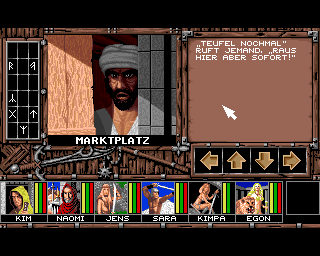 „TEUFEL NOCHMAL"
RUFT JEMAND. „RAUS
HIER ABER SOFORT!"
MARKTPLATZ
KIM
NAOMI
JENS
SARA
KIMPA
EGON